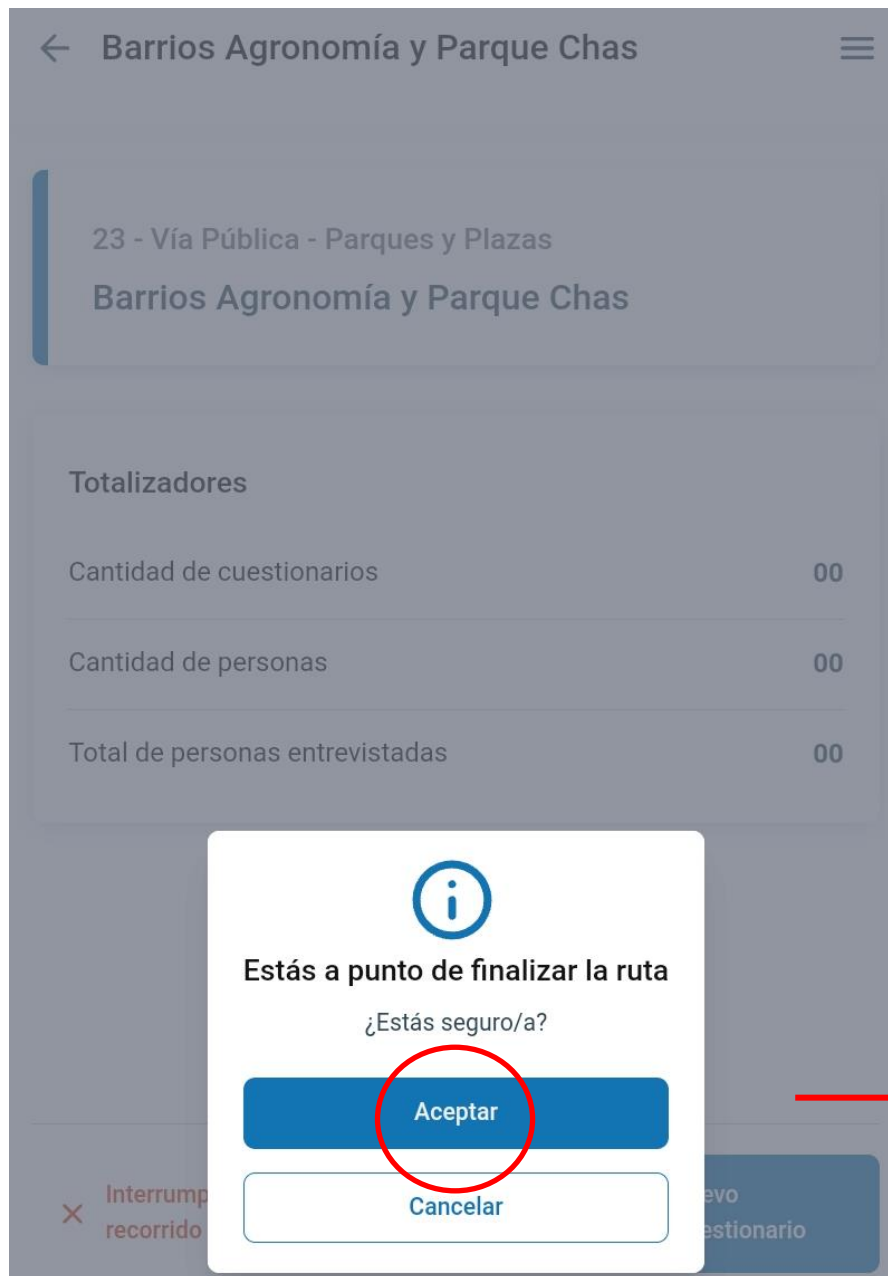 Barrios Agronomía y Parque Chas
23 - Vía Pública - Parques y Plazas
Barrios Agronomía y Parque Chas
Totalizadores
Cantidad de cuestionarios 00
Cantidad de personas 00
Total de personas entrevistadas 00
Estás a punto de finalizar la ruta
¿Estás seguro/a?
Aceptar
Cancelar
recorrido